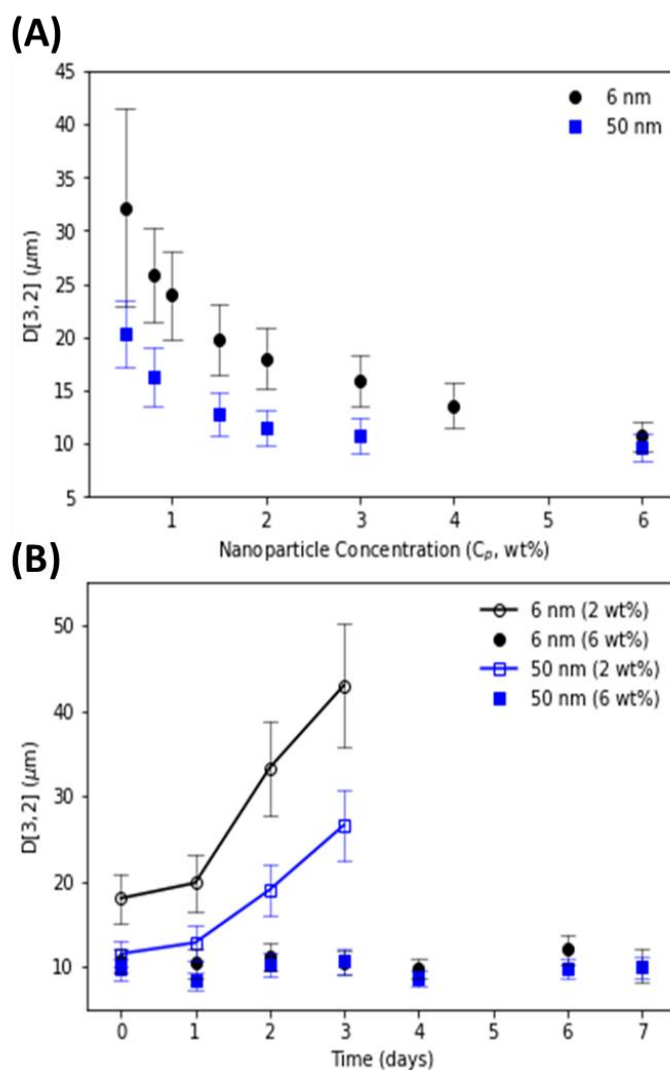 (A)
45
40
35
30
25
20
15
10
5
D[3,2] (μm)
6 nm
50 nm
1 2 3 4 5 6
Nanoparticle Concentration (Cₚ, wt%)
(B)
50
40
30
20
10
D[3,2] (μm)
6 nm (2 wt%)
6 nm (6 wt%)
50 nm (2 wt%)
50 nm (6 wt%)
0 1 2 3 4 5 6 7
Time (days)